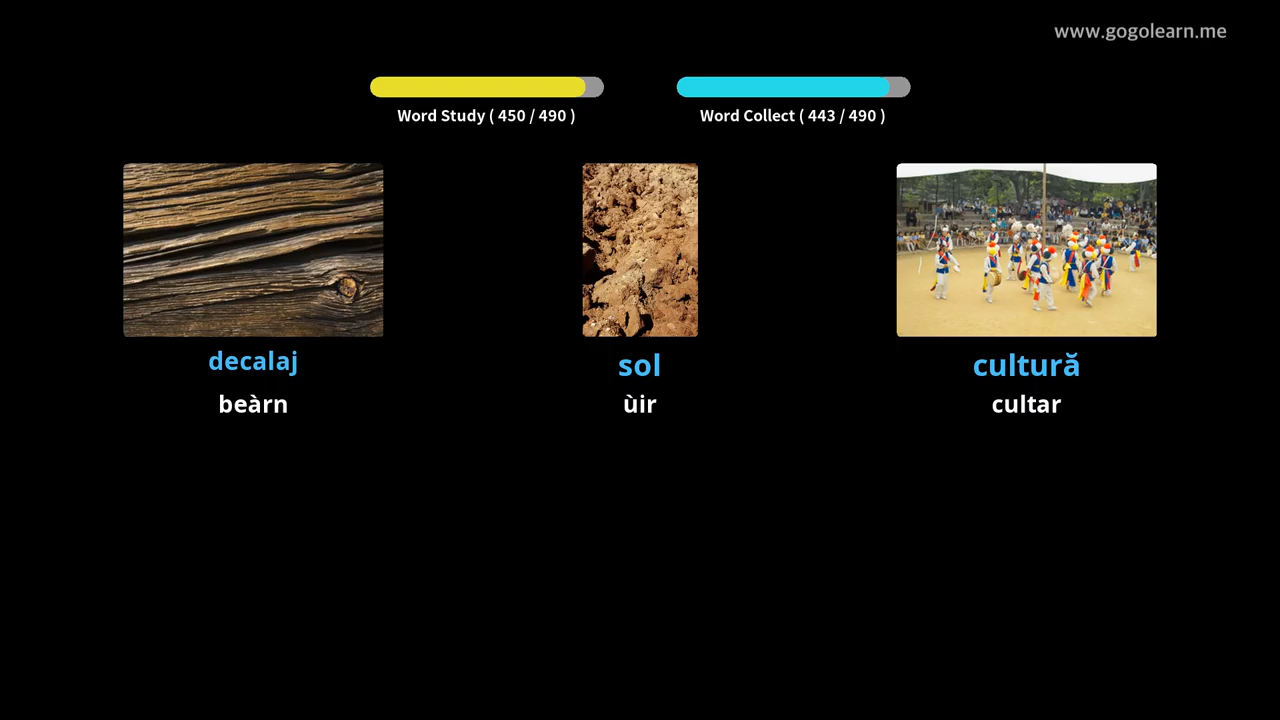 www.gogolearn.me
Word Study ( 450 / 490 )
Word Collect ( 443 / 490 )
decalaj
sol
cultură
beàrn
ùir
cultar